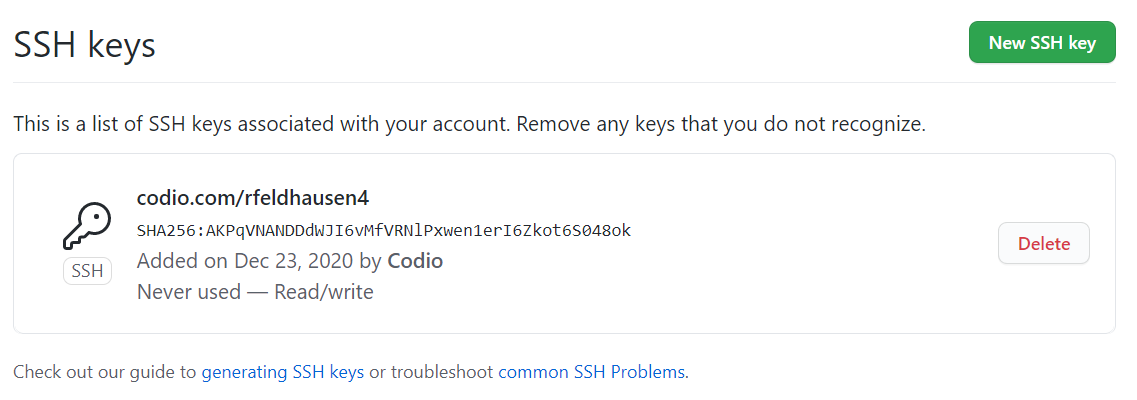 SSH keys
New SSH key
This is a list of SSH keys associated with your account. Remove any keys that you do not recognize.
codio.com/rfeldhausen4
SHA256:AKPqVNANDDdWJI6vMfVRNlPxwen1erI6Zkot6S048ok
Added on Dec 23, 2020 by Codio
Never used — Read/write
SSH
Delete
Check out our guide to generating SSH keys or troubleshoot common SSH Problems.